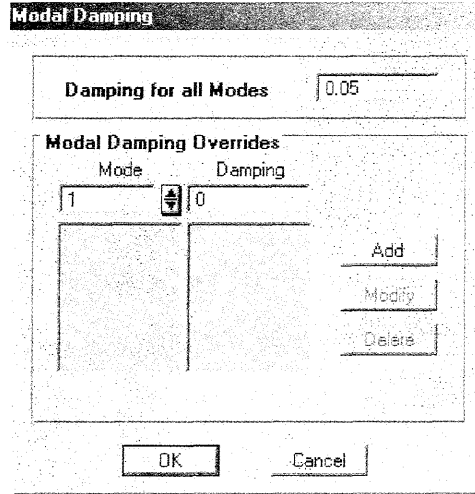 Modal Damping
Damping for all Modes 0.05
Modal Damping Overrides
Mode Damping
1 0
Add
Modify
Delete
OK Cancel